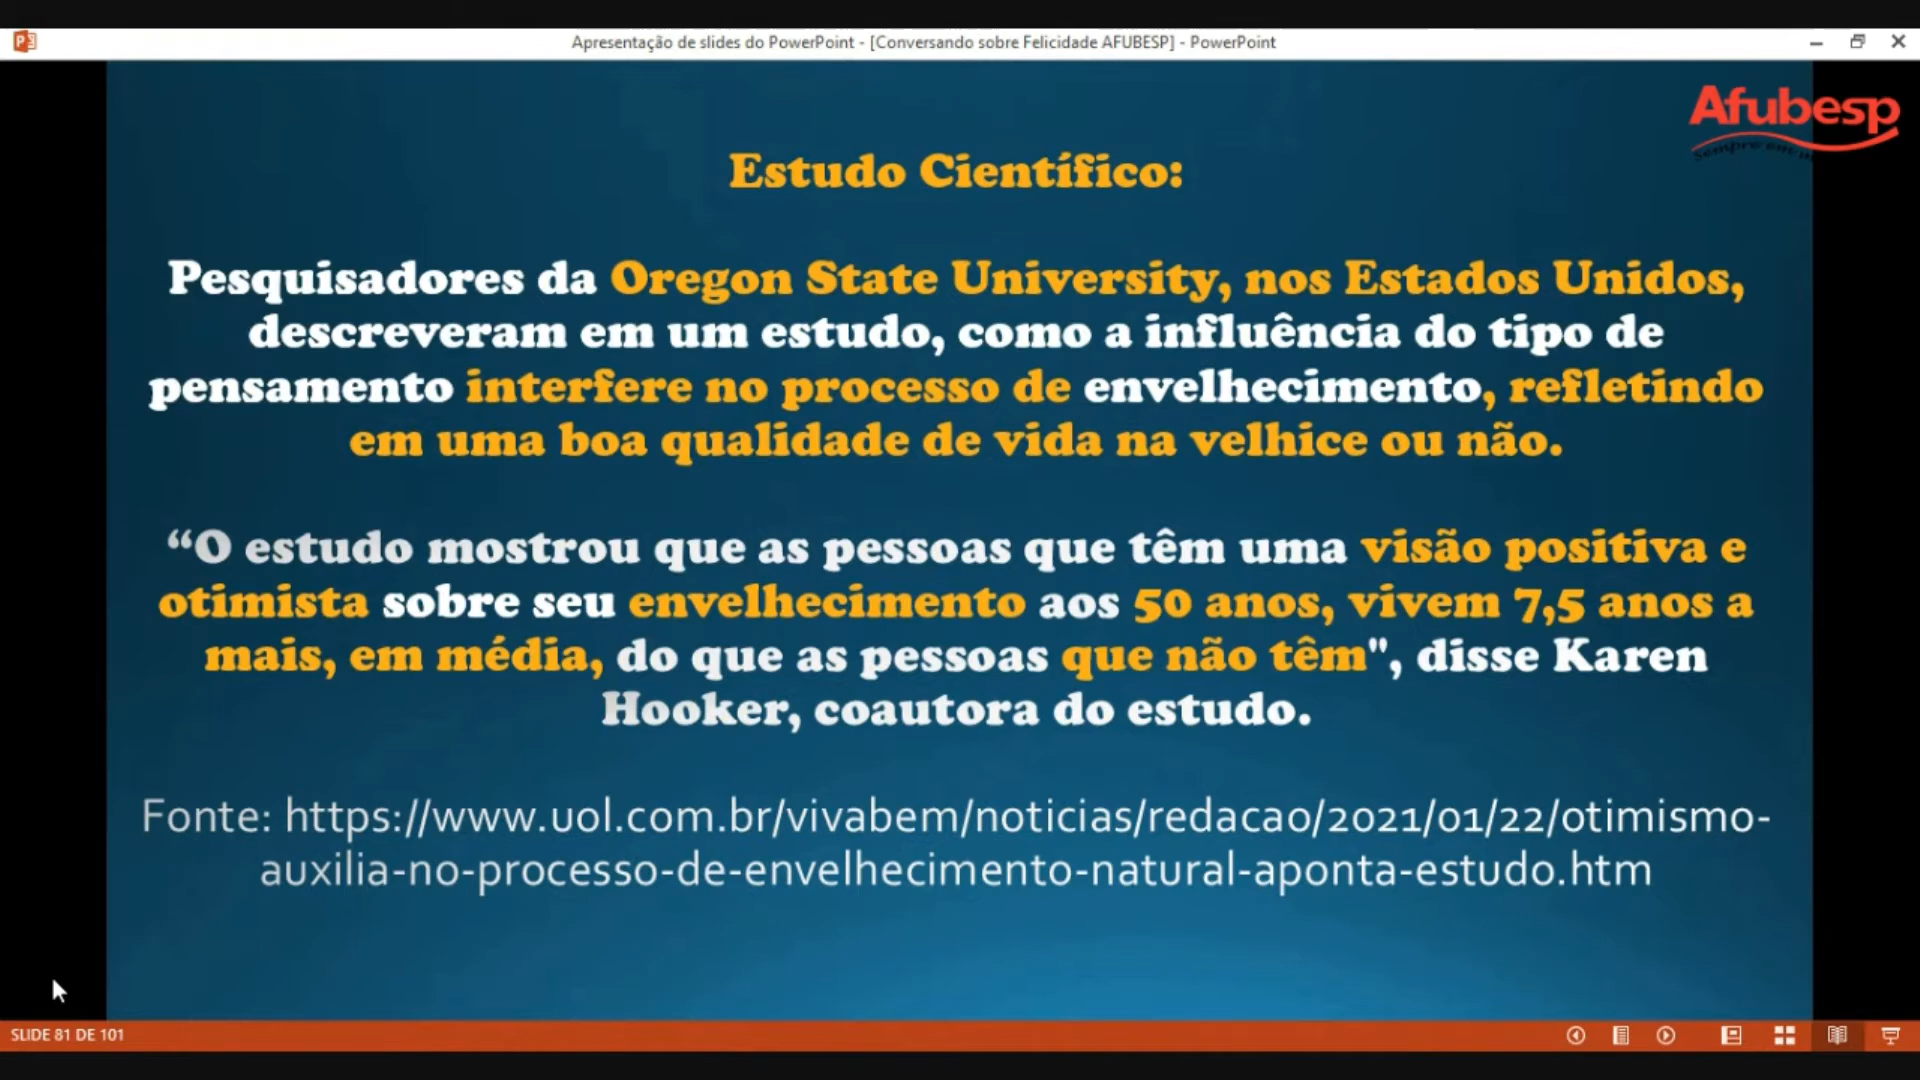 Apresentação de slides do PowerPoint - [Conversando sobre Felicidade AFUBESP] - PowerPoint
Afubesp
Sempre em
Estudo Científico:
Pesquisadores da Oregon State University, nos Estados Unidos,
descreveram em um estudo, como a influência do tipo de
pensamento interfere no processo de envelhecimento, refletindo
em uma boa qualidade de vida na velhice ou não.
“O estudo mostrou que as pessoas que têm uma visão positiva e
otimista sobre seu envelhecimento aos 50 anos, vivem 7,5 anos a
mais, em média, do que as pessoas que não têm", disse Karen
Hooker, coautora do estudo.
Fonte: https://www.uol.com.br/vivabem/noticias/redacao/2021/01/22/otimismo-
auxilia-no-processo-de-envelhecimento-natural-aponta-estudo.htm
SLIDE 81 DE 101